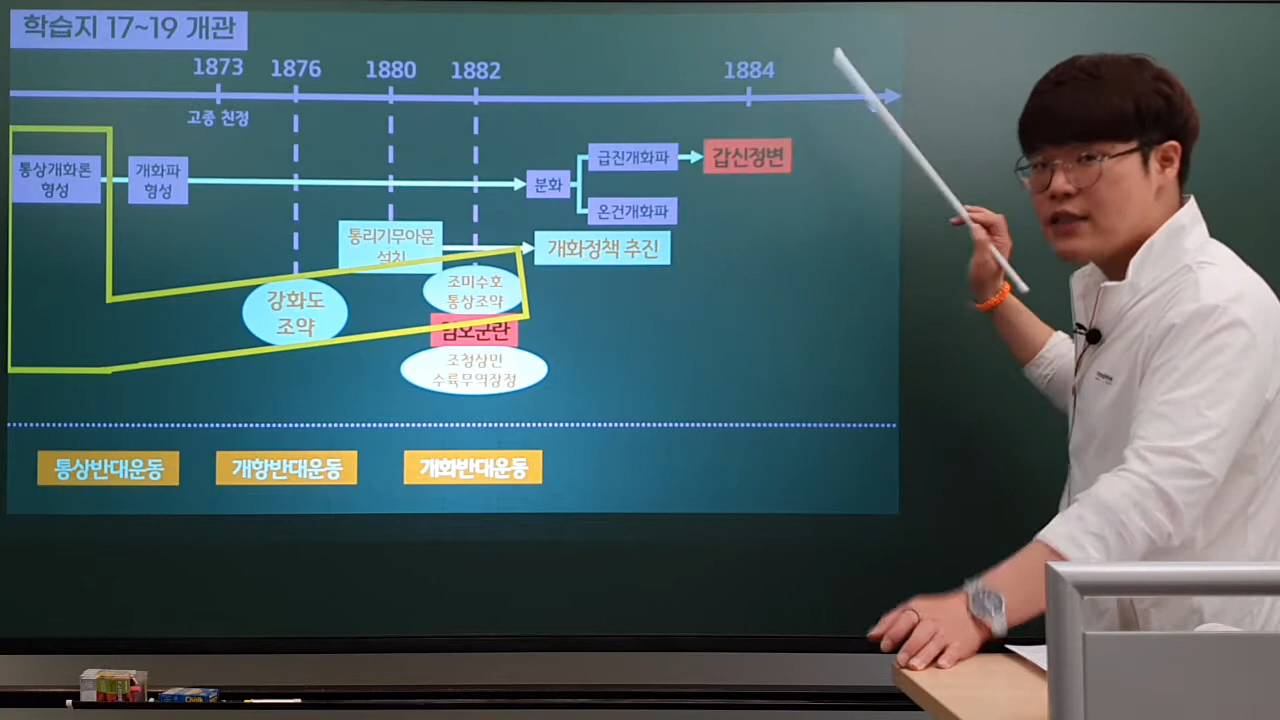 학습지 17~19 개관
1873
1876
1880
1882
1884
고종 친정
통상개화론
형성
개화파
형성
분화
급진개화파
갑신정변
온건개화파
통리기무아문
설치
개화정책 추진
강화도
조약
조미수호
통상조약
임오군란
조청상민
수륙무역장정
통상반대운동
개항반대운동
개화반대운동